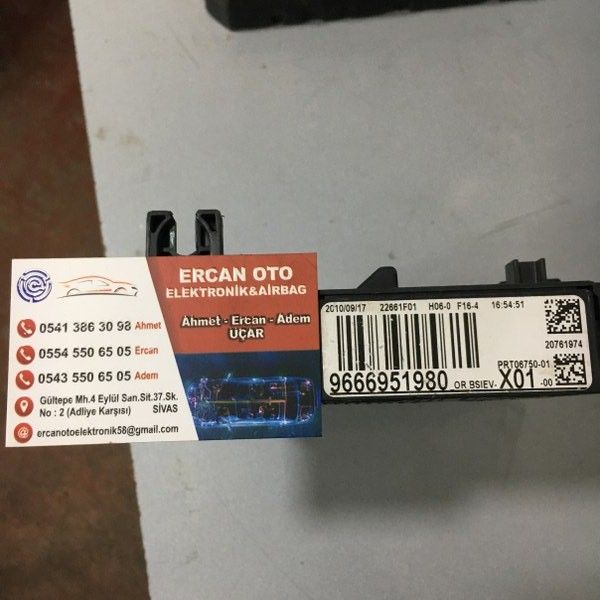 ERCAN OTO
ELEKTRONİK&AİRBAG
Ahmet - Ercan - Adem
UÇAR
0541 386 30 98 Ahmet
0554 550 65 05 Ercan
0543 550 65 05 Adem
Gültepe Mh.4 Eylül San.Sit.37.Sk.
No : 2 (Adliye Karşısı) SİVAS
ercanotoelektronik58@gmail.com
2010/09/17 22661F01 H06-0 F16-4 16:54:51
20761974
PRT06750-01
9666951980 OR.BSIEV- X01 -00